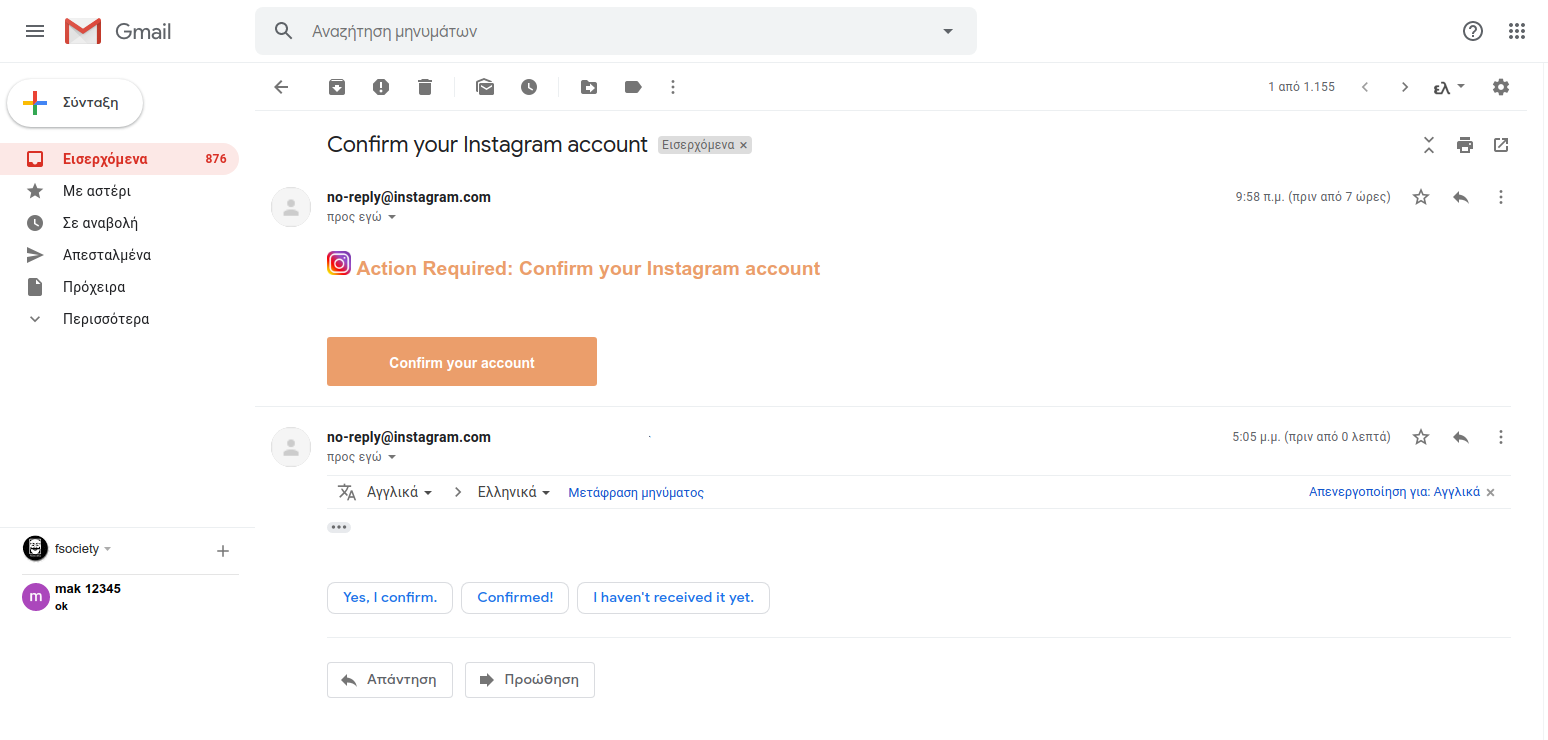 Gmail
Αναζήτηση μηνυμάτων
Σύνταξη
1 από 1.155
ελ
Εισερχόμενα 876
Με αστέρι
Σε αναβολή
Απεσταλμένα
Πρόχειρα
Περισσότερα
fsociety
m
mak 12345
ok
Confirm your Instagram account Εισερχόμενα ×
no-reply@instagram.com 9:58 π.μ. (πριν από 7 ώρες)
προς εγώ
Action Required: Confirm your Instagram account
Confirm your account
no-reply@instagram.com 5:05 μ.μ. (πριν από 0 λεπτά)
προς εγώ
Αγγλικά > Ελληνικά Μετάφραση μηνύματος Απενεργοποίηση για: Αγγλικά ×
Yes, I confirm. Confirmed! I haven't received it yet.
Απάντηση Προώθηση